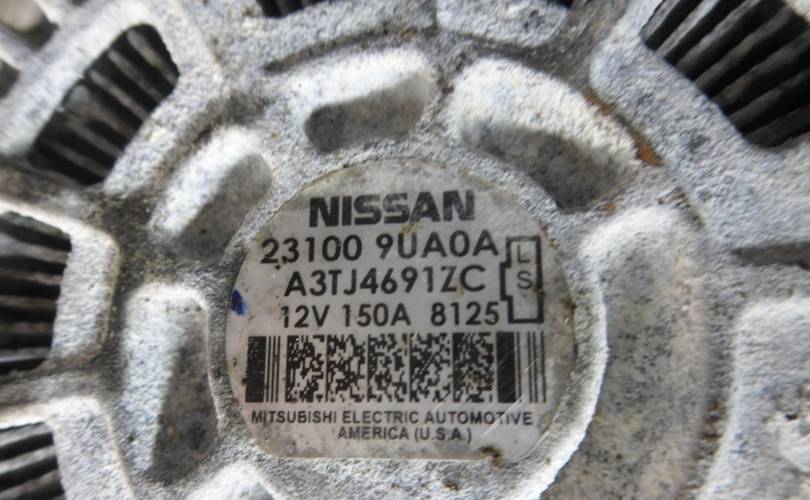 NISSAN
23100 9UA0A
A3TJ4691ZC
L
S
12V 150A 8125
MITSUBISHI ELECTRIC AUTOMOTIVE
AMERICA (U.S.A.)